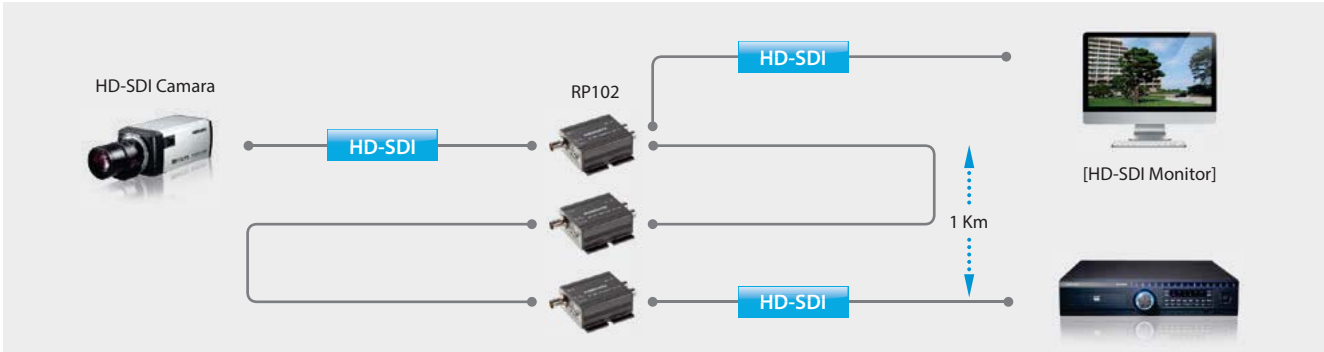 HD-SDI
HD-SDI Camara
RP102
HD-SDI
[HD-SDI Monitor]
1 Km
HD-SDI